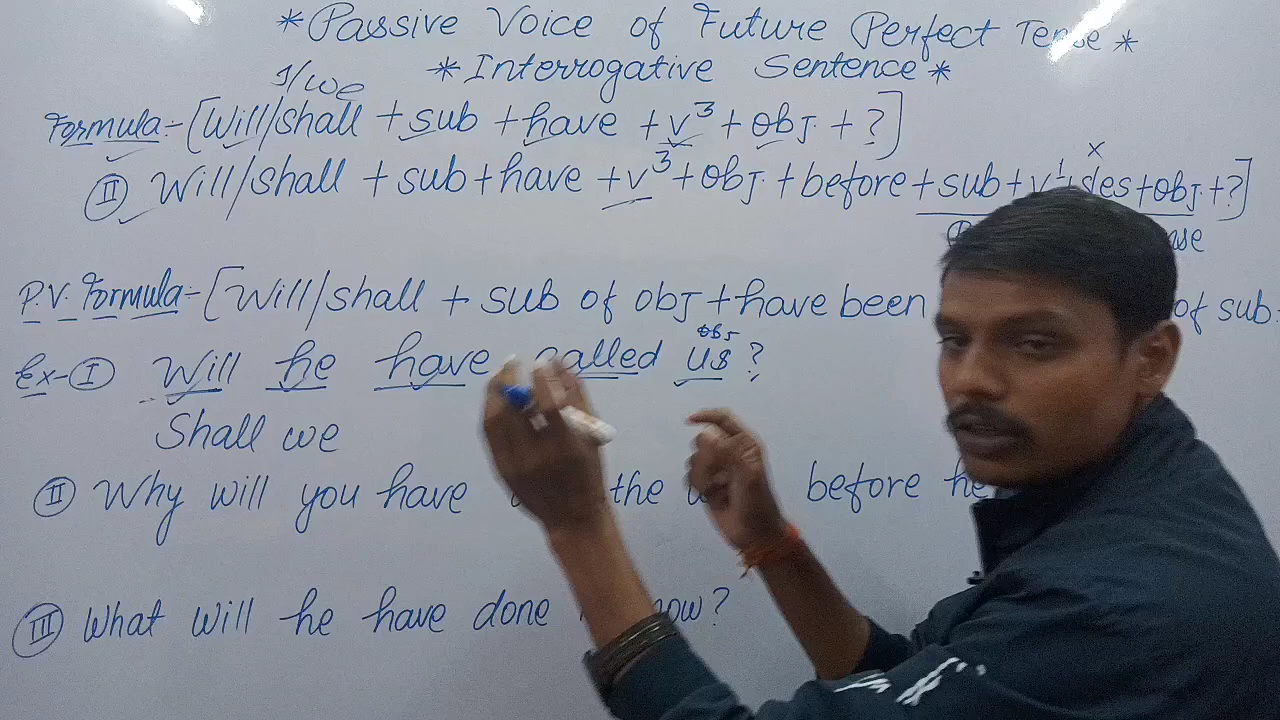 *Passive Voice of Future Perfect Tense*
*Interrogative Sentence*
I/we
Formula:-[Will/shall + sub + have + v³ + obj. + ?]
II Will/shall + sub + have + v³ + obj. + before + sub + v¹ + s/es + obj + ?]
x
P.V. Formula:-[Will/shall + sub of obj + have been of sub
obj
Ex-I Will he have called us?
Shall we
II Why will you have the before he
III What will he have done ?